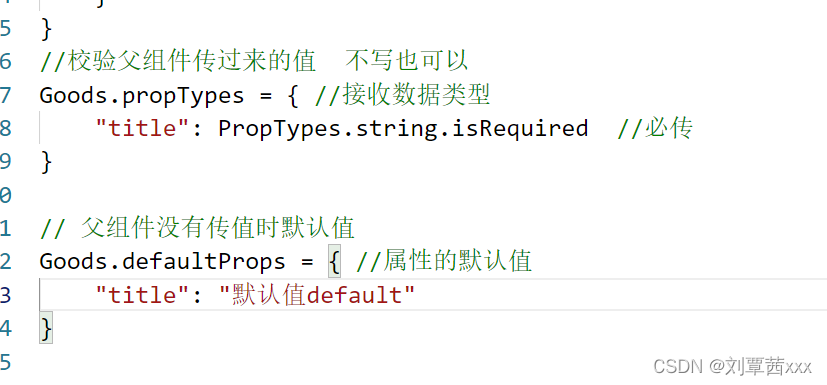 5 }
6 //校验父组件传过来的值  不写也可以
7 Goods.propTypes = { //接收数据类型
8     "title": PropTypes.string.isRequired  //必传
9 }
0
1 // 父组件没有传值时默认值
2 Goods.defaultProps = { //属性的默认值
3     "title": "默认值default"
4 }
5
CSDN @刘覃茜xxx